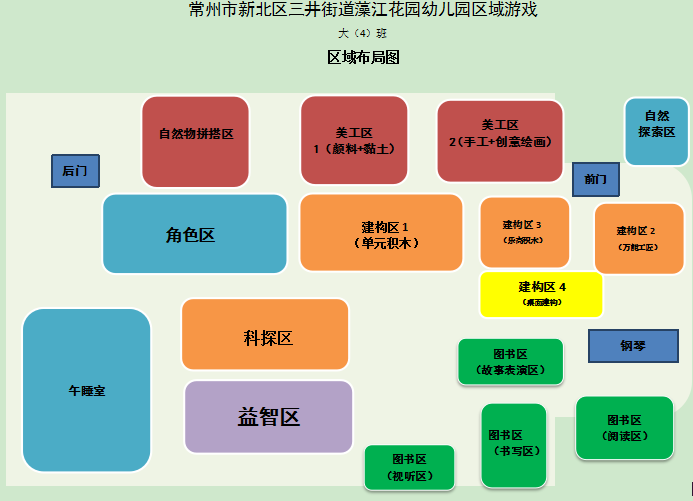 常州市新北区三井街道藻江花园幼儿园区域游戏
大（4）班
区域布局图
自然物拼搭区
美工区
1（颜料+黏土）
美工区
2（手工+创意绘画）
自然
探索区
后门
前门
角色区
建构区 1
（单元积木）
建构区 3
（乐高积木）
建构区 2
（万能工匠）
建构区 4
（桌面建构）
科探区
钢琴
图书区
（故事表演区）
午睡室
益智区
图书区
（视听区）
图书区
（书写区）
图书区
（阅读区）